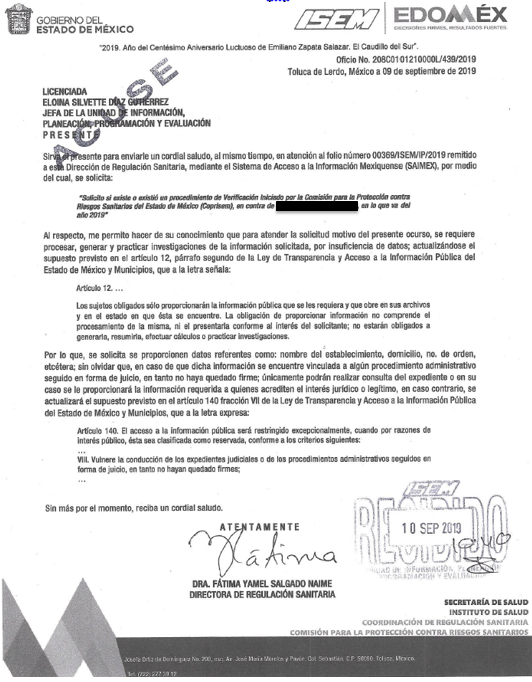 GOBIERNO DEL
ESTADO DE MÉXICO
ISEM
EDOMÉX
DECISIONES FIRMES, RESULTADOS FUERTES.
"2019. Año del Centésimo Aniversario Luctuoso de Emiliano Zapata Salazar. El Caudillo del Sur".
Oficio No. 208C0101210000L/439/2019
Toluca de Lerdo, México a 09 de septiembre de 2019
ACUSE
LICENCIADA
ELOINA SILVETTE DÍAZ GUTIÉRREZ
JEFA DE LA UNIDAD DE INFORMACIÓN,
PLANEACIÓN, PROGRAMACIÓN Y EVALUACIÓN
P R E S E N T E
Sirva el presente para enviarle un cordial saludo, al mismo tiempo, en atención al folio número 00369/ISEM/IP/2019 remitido
a esta Dirección de Regulación Sanitaria, mediante el Sistema de Acceso a la Información Mexiquense (SAIMEX), por medio
del cual, se solicita:
"Solicito si existe o existió en procedimiento de Verificación Iniciado por la Comisión para la Protección contra
Riesgos Sanitarios del Estado de México (Coprisem), en contra de en lo que va del
año 2019"
Al respecto, me permito hacer de su conocimiento que para atender la solicitud motivo del presente ocurso, se requiere
procesar, generar y practicar investigaciones de la información solicitada, por insuficiencia de datos; actualizándose el
supuesto previsto en el artículo 12, párrafo segundo de la Ley de Transparencia y Acceso a la Información Pública del
Estado de México y Municipios, que a la letra señala:
Artículo 12. ...
Los sujetos obligados sólo proporcionarán la información pública que se les requiera y que obre en sus archivos
y en el estado en que ésta se encuentre. La obligación de proporcionar información no comprende el
procesamiento de la misma, ni el presentarla conforme al interés del solicitante; no estarán obligados a
generarla, resumirla, efectuar cálculos o practicar investigaciones.
Por lo que, se solicita se proporcionen datos referentes como: nombre del establecimiento, domicilio, no. de orden,
etcétera; sin olvidar que, en caso de que dicha información se encuentre vinculada a algún procedimiento administrativo
seguido en forma de juicio, en tanto no haya quedado firme; únicamente podrán realizar consulta del expediente o en su
caso se le proporcionará la información requerida a quienes acrediten el interés jurídico o legítimo, en caso contrario, se
actualizará el supuesto previsto en el artículo 140 fracción VII de la Ley de Transparencia y Acceso a la Información Pública
del Estado de México y Municipios, que a la letra expresa:
Artículo 140. El acceso a la información pública será restringido excepcionalmente, cuando por razones de
interés público, ésta sea clasificada como reservada, conforme a los criterios siguientes:
...
VIII. Vulnere la conducción de los expedientes judiciales o de los procedimientos administrativos seguidos en
forma de juicio, en tanto no hayan quedado firmes;
...
Sin más por el momento, reciba un cordial saludo.
A T E N T A M E N T E
Fátima
DRA. FÁTIMA YAMEL SALGADO NAIME
DIRECTORA DE REGULACIÓN SANITARIA
ISEM
RECIBIDO
10 SEP 2019
UNIDAD DE INFORMACIÓN, PLANEACIÓN,
PROGRAMACIÓN Y EVALUACIÓN
SECRETARÍA DE SALUD
INSTITUTO DE SALUD
COORDINACIÓN DE REGULACIÓN SANITARIA
COMISIÓN PARA LA PROTECCIÓN CONTRA RIESGOS SANITARIOS
Josefa Ortiz de Domínguez No. 200, esq. Av. José María Morelos y Pavón, Col. San Sebastián, C.P. 50090, Toluca, México.
Tel. (722) 277 59 12